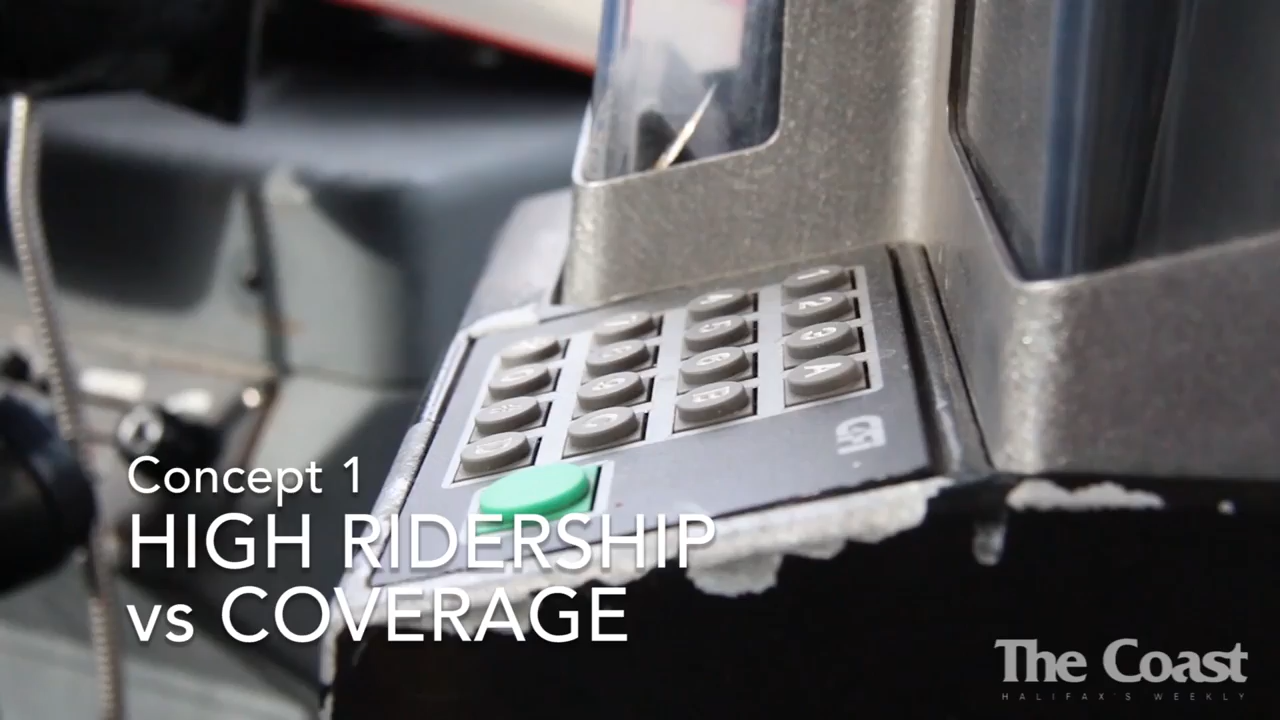 1
4
2
7
5
3
*
8
6
A
0
9
B
#
C
D
GFI
Concept 1
HIGH RIDERSHIP
vs COVERAGE
The Coast
HALIFAX'S WEEKLY